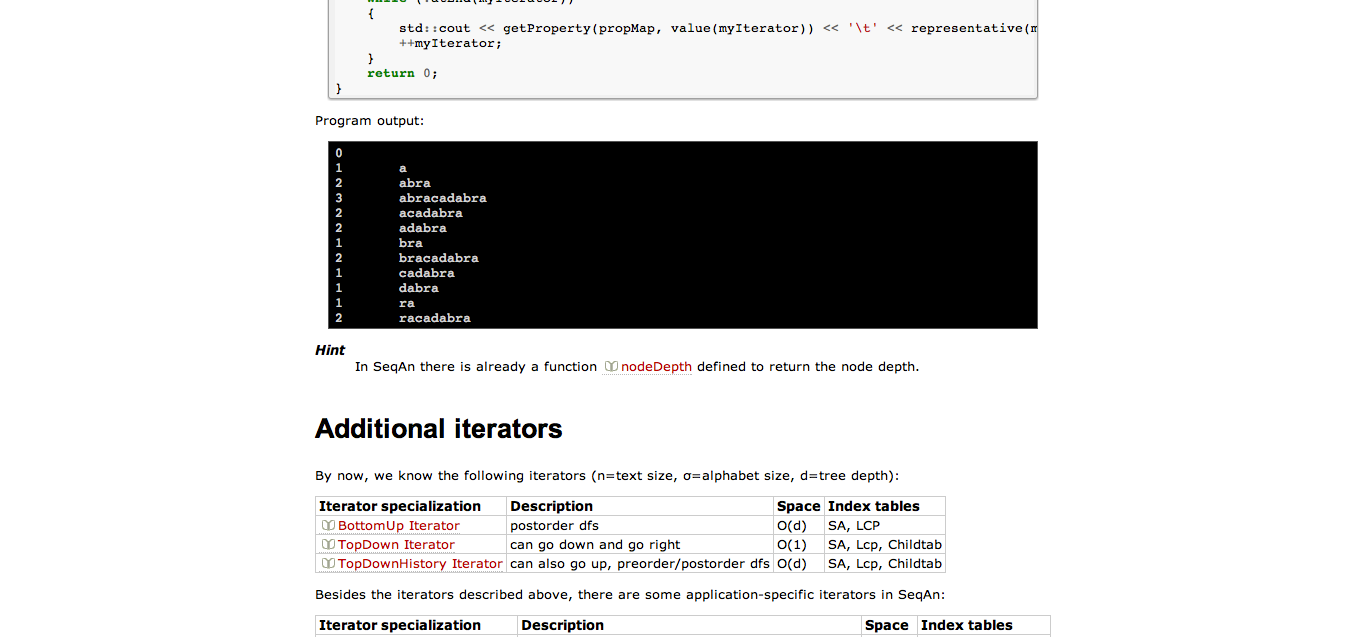 {
std::cout << getProperty(propMap, value(myIterator)) << '\t' << representative(m
++myIterator;
}
return 0;
}
Program output:
0
1 a
2 abra
3 abracadabra
2 acadabra
2 adabra
1 bra
2 bracadabra
1 cadabra
1 dabra
1 ra
2 racadabra
Hint
In SeqAn there is already a function nodeDepth defined to return the node depth.
Additional iterators
By now, we know the following iterators (n=text size, σ=alphabet size, d=tree depth):
Iterator specialization Description Space Index tables
BottomUp Iterator postorder dfs O(d) SA, LCP
TopDown Iterator can go down and go right O(1) SA, Lcp, Childtab
TopDownHistory Iterator can also go up, preorder/postorder dfs O(d) SA, Lcp, Childtab
Besides the iterators described above, there are some application-specific iterators in SeqAn:
Iterator specialization Description Space Index tables